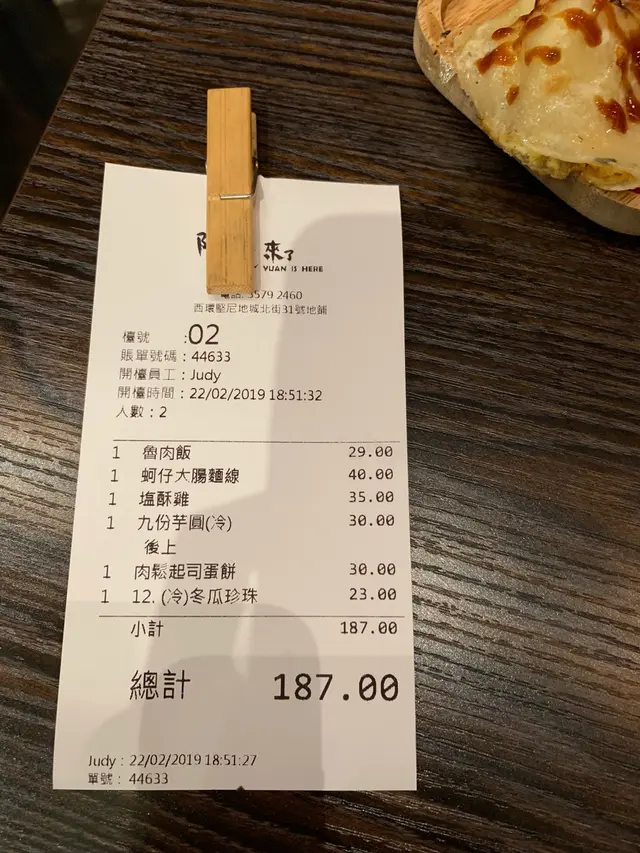 來了
YUAN IS HERE
電話: 3579 2460
西環堅尼地城北街31號地舖
檯號 :02
賬單號碼：44633
開檯員工：Judy
開檯時間：22/02/2019 18:51:32
人數：2
1 魯肉飯 29.00
1 蚵仔大腸麵線 40.00
1 塩酥雞 35.00
1 九份芋圓(冷) 30.00
後上
1 肉鬆起司蛋餅 30.00
1 12. (冷)冬瓜珍珠 23.00
小計 187.00
總計 187.00
Judy：22/02/2019 18:51:27
單號： 44633